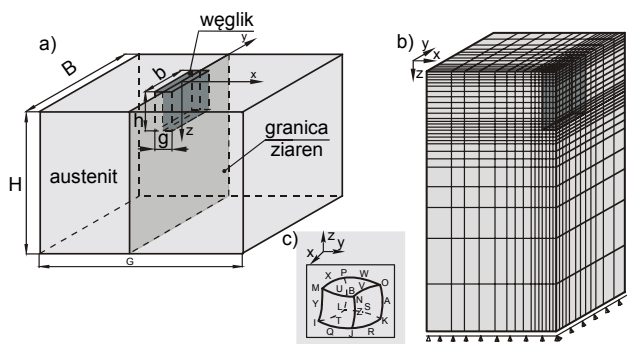 a)
węglik
y
B
b
x
h
z
g
granica
ziaren
H
austenit
G
b)
y
x
z
c)
z
x
y
X P W
M U B V O
Y N A
L Z S
I T K
Q J R